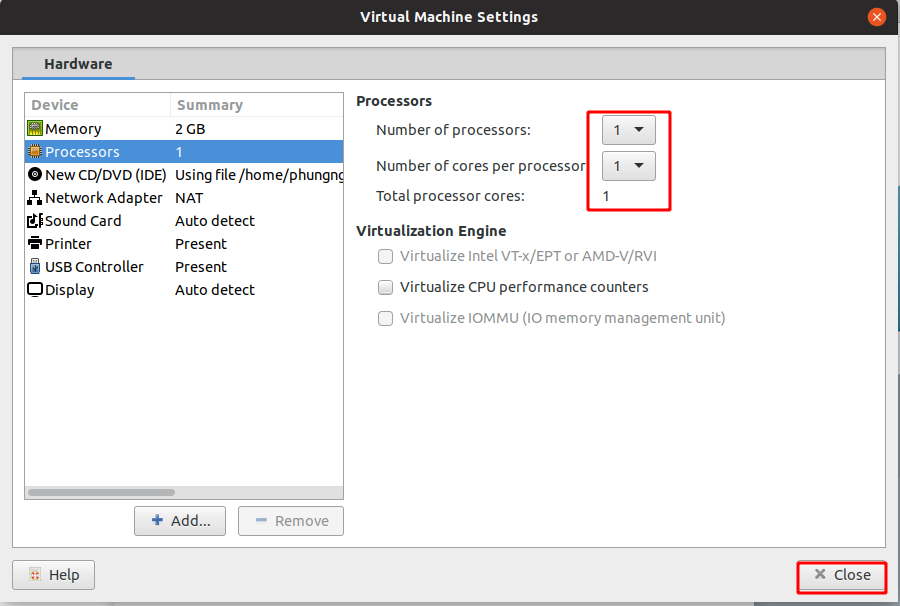 Virtual Machine Settings
Hardware
Device Summary
Memory 2 GB
Processors 1
New CD/DVD (IDE) Using file /home/phungng
Network Adapter NAT
Sound Card Auto detect
Printer Present
USB Controller Present
Display Auto detect
Add...
Remove
Processors
Number of processors: 1
Number of cores per processor 1
Total processor cores: 1
Virtualization Engine
Virtualize Intel VT-x/EPT or AMD-V/RVI
Virtualize CPU performance counters
Virtualize IOMMU (IO memory management unit)
Help
Close